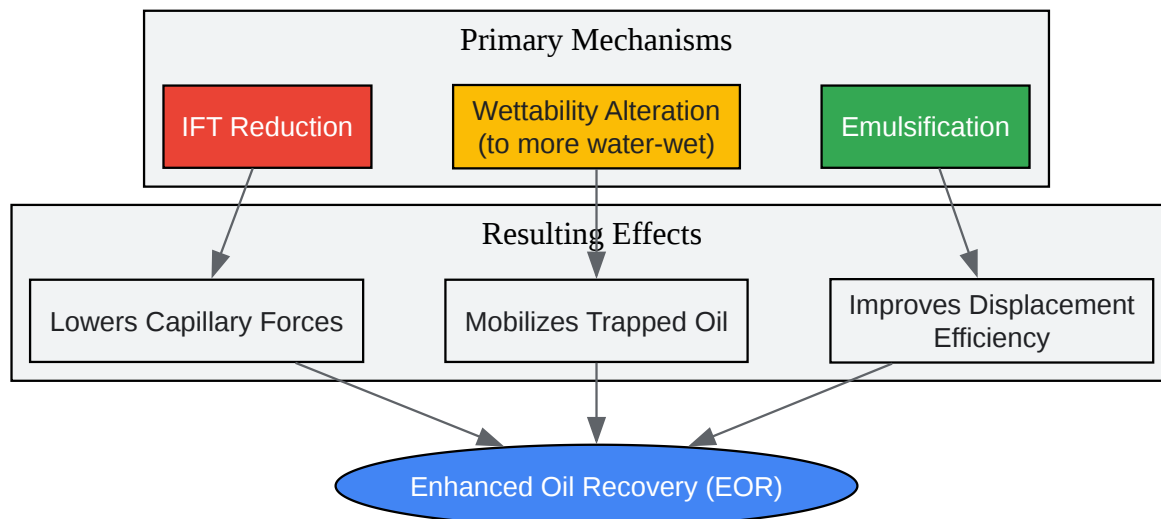 Primary Mechanisms
IFT Reduction
Wettability Alteration
(to more water-wet)
Emulsification
Resulting Effects
Lowers Capillary Forces
Mobilizes Trapped Oil
Improves Displacement
Efficiency
Enhanced Oil Recovery (EOR)